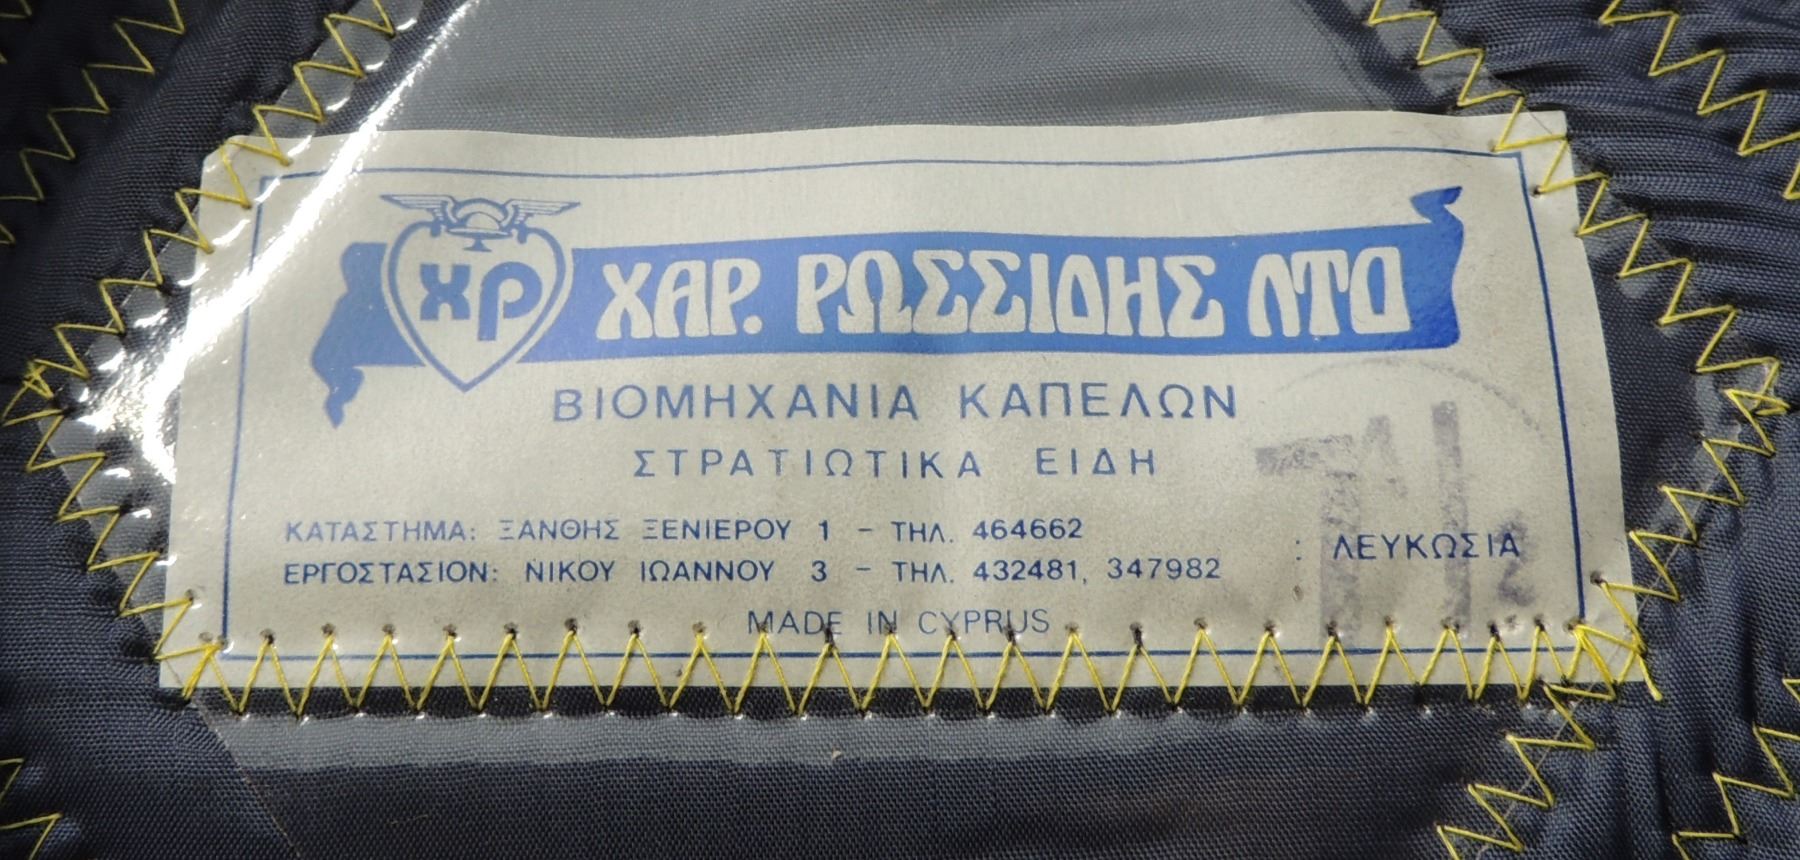 ΧΡ ΧΑΡ. ΡΩΣΣΙΔΗΣ ΛΤΔ
ΒΙΟΜΗΧΑΝΙΑ ΚΑΠΕΛΩΝ
ΣΤΡΑΤΙΩΤΙΚΑ ΕΙΔΗ
ΚΑΤΑΣΤΗΜΑ: ΞΑΝΘΗΣ ΞΕΝΙΕΡΟΥ 1 – ΤΗΛ. 464662
: ΛΕΥΚΩΣΙΑ
ΕΡΓΟΣΤΑΣΙΟΝ: ΝΙΚΟΥ ΙΩΑΝΝΟΥ 3 – ΤΗΛ. 432481, 347982
MADE IN CYPRUS